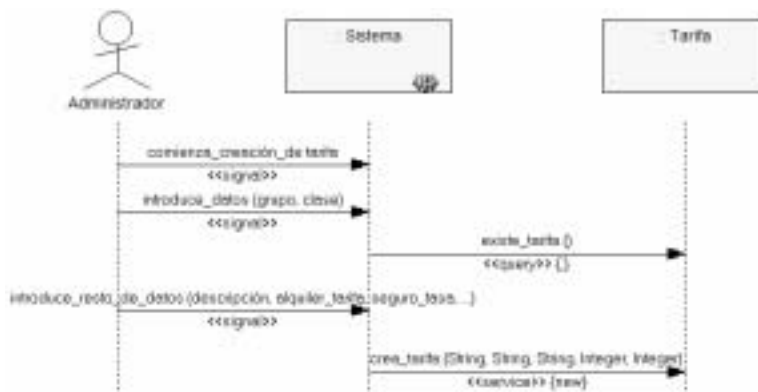 : Sistema
: Tarifa
Administrador
comienza_creación_de tarifa
<<signal>>
introduce_datos (grupo, clase)
<<signal>>
existe_tarifa ()
<<query>> {.}
introduce_resto_de_datos (descripción, alquiler_tarifa, seguro_tasa, ...)
<<signal>>
crea_tarifa (String, String, String, Integer, Integer)
<<service>> {new}